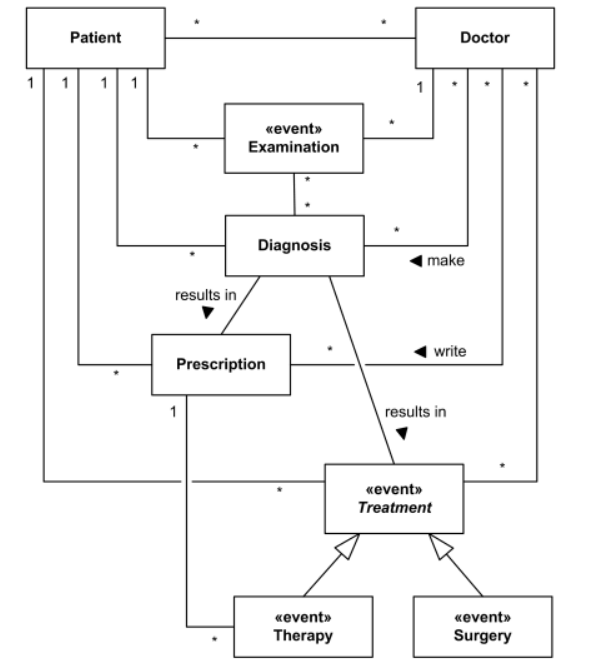 Patient
*
*
Doctor
1
1
1
1
1
*
*
*
«event»
Examination
*
*
*
*
Diagnosis
*
*
◀ make
results in
▼
Prescription
*
*
◀ write
1
results in
▼
«event»
Treatment
*
*
«event»
Therapy
*
«event»
Surgery